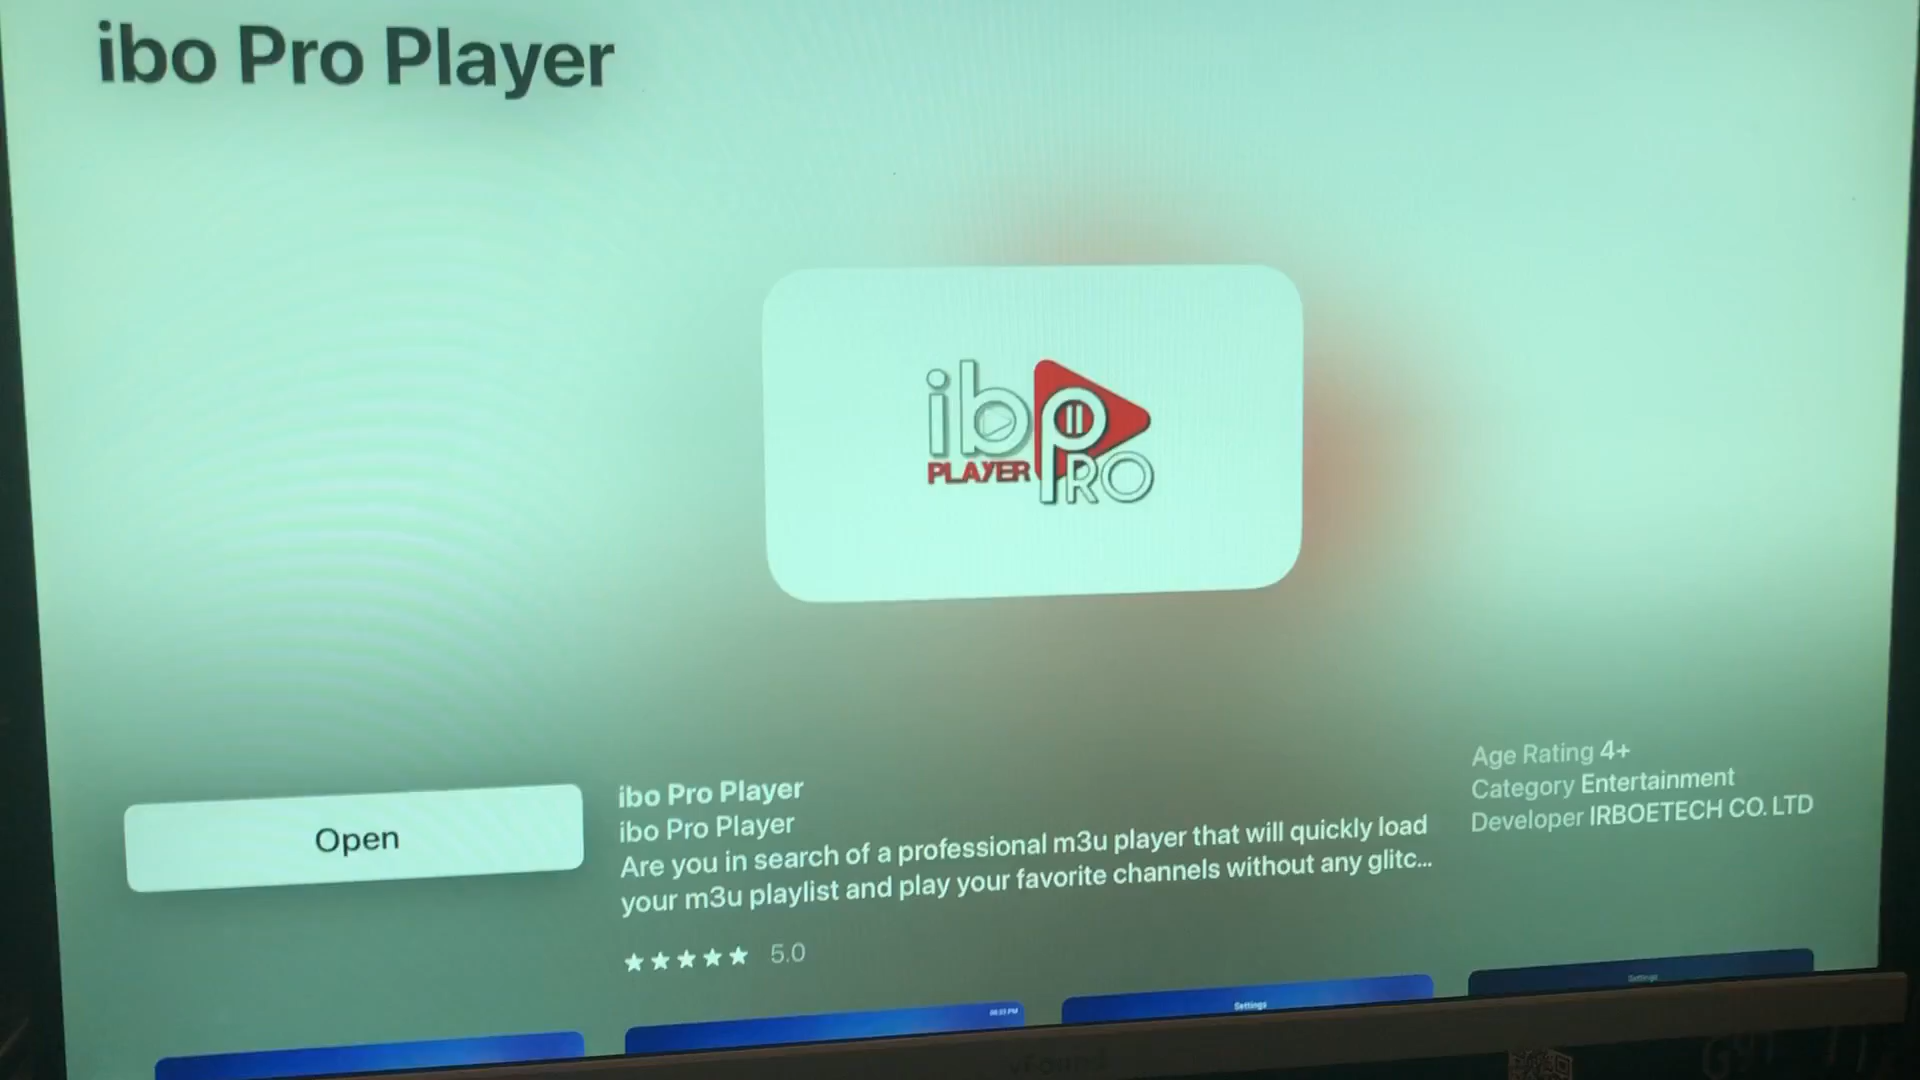 ibo Pro Player
ibo
PLAYER PRO
Open
ibo Pro Player
ibo Pro Player
Are you in search of a professional m3u player that will quickly load
your m3u playlist and play your favorite channels without any glitc...
5.0
Age Rating 4+
Category Entertainment
Developer IRBOETECH CO. LTD
Settings
Settings